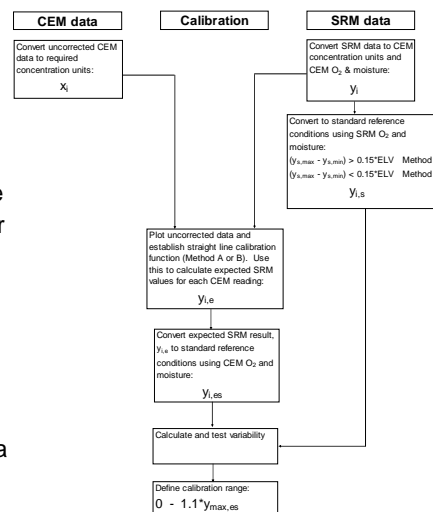 CEM data
Calibration
SRM data
Convert uncorrected CEM
data to required
concentration units:
xᵢ
Convert SRM data to CEM
concentration units and
CEM O₂ & moisture:
yᵢ
Convert to standard reference
conditions using SRM O₂ and
moisture:
(yₛ,ₘₐₓ - yₛ,ₘᵢₙ) > 0.15*ELV Method
(yₛ,ₘₐₓ - yₛ,ₘᵢₙ) < 0.15*ELV Method
yᵢ,ₛ
e
r
Plot uncorrected data and
establish straight line calibration
function (Method A or B). Use
this to calculate expected SRM
values for each CEM reading:
yᵢ,ₑ
Convert expected SRM result,
yᵢ,ₑ to standard reference
conditions using CEM O₂ and
moisture:
yᵢ,ₑₛ
a
Calculate and test variability
Define calibration range:
0 - 1.1*yₘₐₓ,ₑₛ